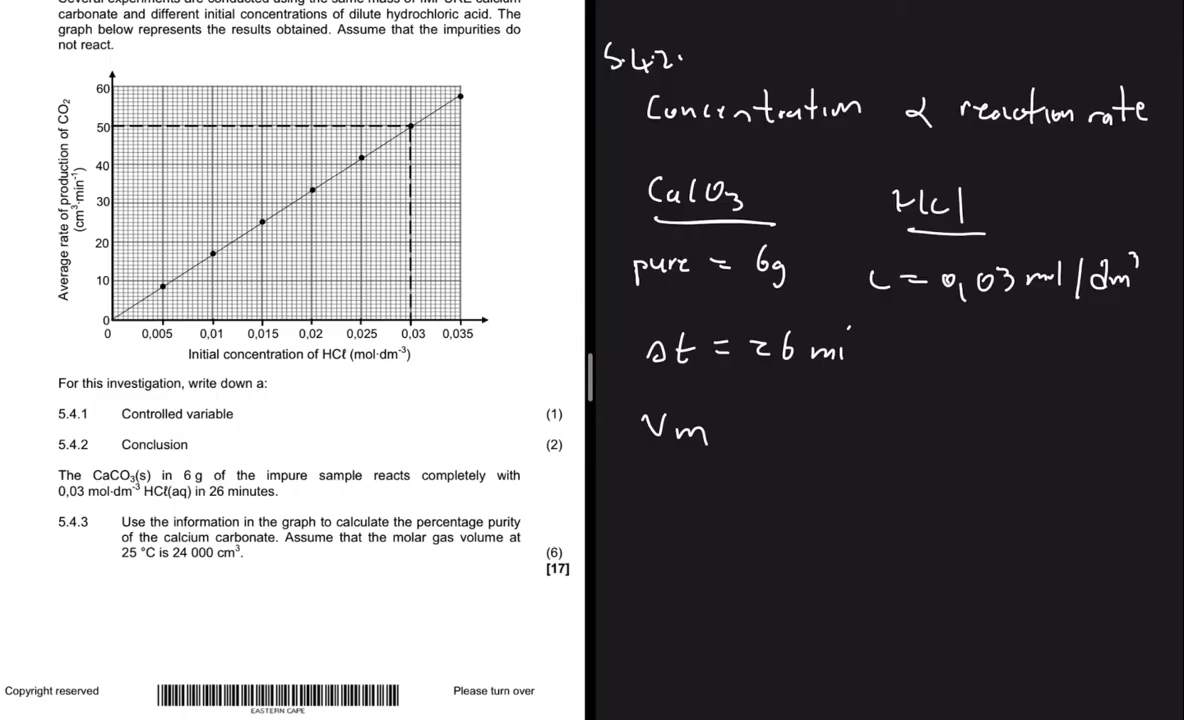 carbonate and different initial concentrations of dilute hydrochloric acid. The
graph below represents the results obtained. Assume that the impurities do
not react.
Average rate of production of CO₂
(cm³·min⁻¹)
60
50
40
30
20
10
0
0 0,005 0,01 0,015 0,02 0,025 0,03 0,035
Initial concentration of HCℓ (mol·dm⁻³)
For this investigation, write down a:
5.4.1 Controlled variable (1)
5.4.2 Conclusion (2)
The CaCO₃(s) in 6 g of the impure sample reacts completely with
0,03 mol·dm⁻³ HCℓ(aq) in 26 minutes.
5.4.3 Use the information in the graph to calculate the percentage purity
of the calcium carbonate. Assume that the molar gas volume at
25 °C is 24 000 cm³. (6)
[17]
Copyright reserved
EASTERN CAPE
Please turn over
5.4.2.
Concentration ∝ reaction rate
CaCO₃ HCl
pure = 6g c = 0,03 mol/dm³
Δt = 26 mi
Vm